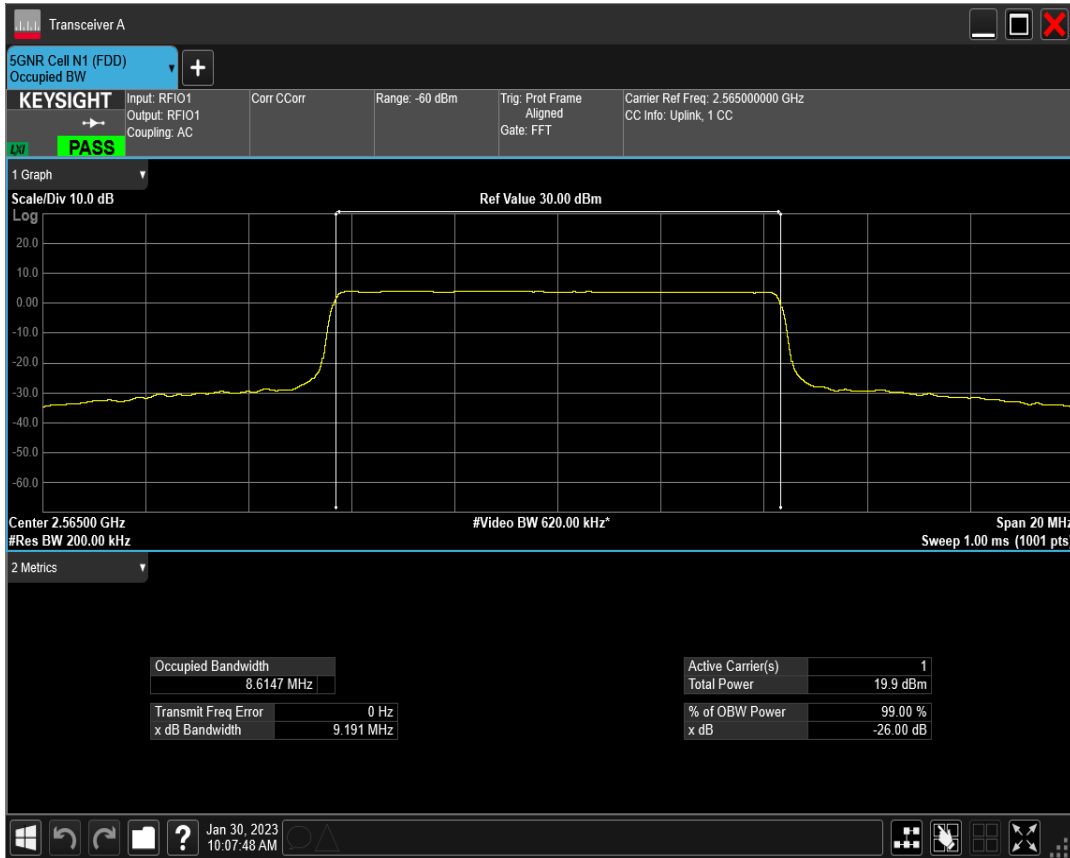 Transceiver A
5GNR Cell N1 (FDD)
Occupied BW
+
KEYSIGHT
LXI
PASS
Input: RFIO1
Output: RFIO1
Coupling: AC
Corr CCorr
Range: -60 dBm
Trig: Prot Frame
Aligned
Gate: FFT
Carrier Ref Freq: 2.565000000 GHz
CC Info: Uplink, 1 CC
1 Graph
Scale/Div 10.0 dB
Ref Value 30.00 dBm
Log
20.0
10.0
0.00
-10.0
-20.0
-30.0
-40.0
-50.0
-60.0
Center 2.56500 GHz
#Video BW 620.00 kHz*
Span 20 MHz
#Res BW 200.00 kHz
Sweep 1.00 ms (1001 pts)
2 Metrics
Occupied Bandwidth
8.6147 MHz
Transmit Freq Error 0 Hz
x dB Bandwidth 9.191 MHz
Active Carrier(s) 1
Total Power 19.9 dBm
% of OBW Power 99.00 %
x dB -26.00 dB
?
Jan 30, 2023
10:07:48 AM